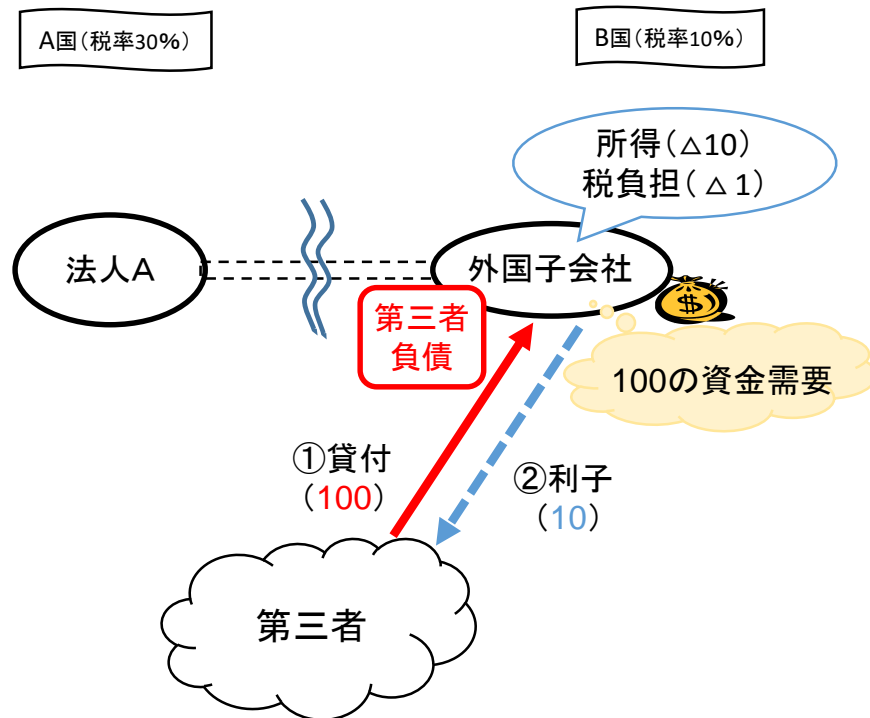 A国（税率30%）
B国（税率10%）
所得（△10）
税負担（△1）
法人A
外国子会社
$
第三者
負債
100の資金需要
①貸付
（100）
②利子
（10）
第三者